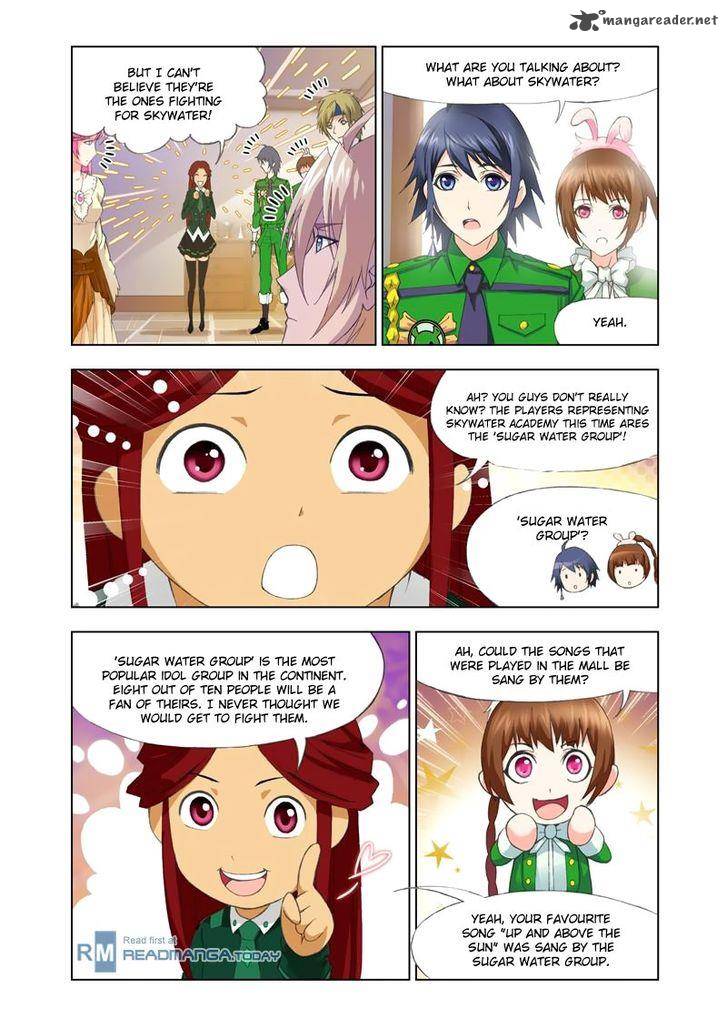 mangareader.net
BUT I CAN'T
BELIEVE THEY'RE
THE ONES FIGHTING
FOR SKYWATER!
WHAT ARE YOU TALKING ABOUT?
WHAT ABOUT SKYWATER?
YEAH.
AH? YOU GUYS DON'T REALLY
KNOW? THE PLAYERS REPRESENTING
SKYWATER ACADEMY THIS TIME ARES
THE 'SUGAR WATER GROUP'!
'SUGAR WATER
GROUP'?
'SUGAR WATER GROUP' IS THE MOST
POPULAR IDOL GROUP IN THE CONTINENT.
EIGHT OUT OF TEN PEOPLE WILL BE A
FAN OF THEIRS. I NEVER THOUGHT WE
WOULD GET TO FIGHT THEM.
AH, COULD THE SONGS THAT
WERE PLAYED IN THE MALL BE
SANG BY THEM?
YEAH, YOUR FAVOURITE
SONG "UP AND ABOVE THE
SUN" WAS SANG BY THE
SUGAR WATER GROUP.
RM
Read first at
READMANGA.TODAY